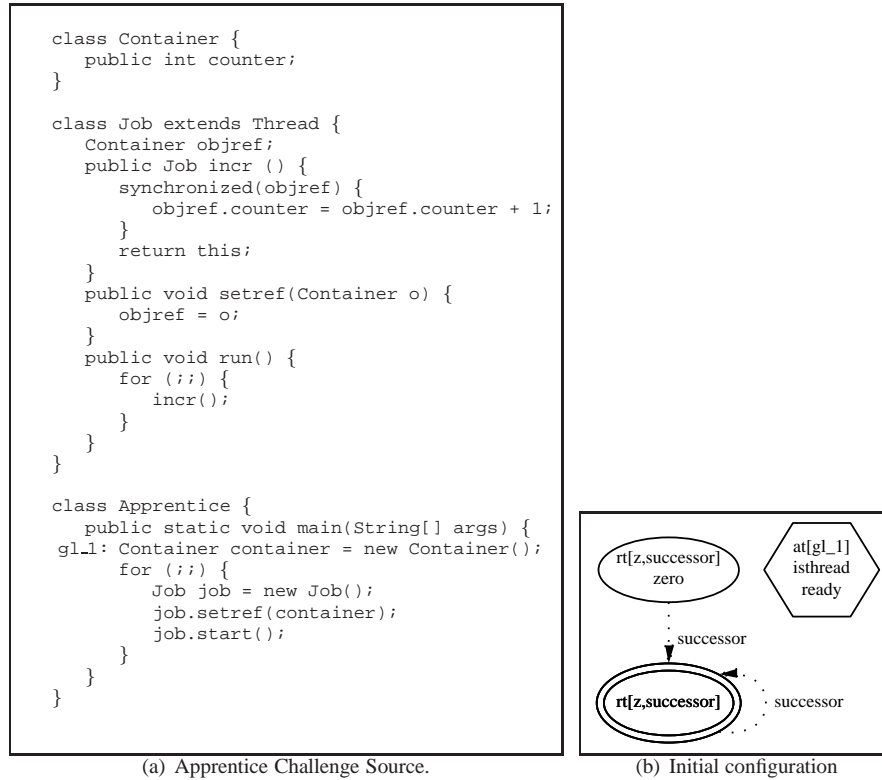 class Container {
public int counter;
}
class Job extends Thread {
Container objref;
public Job incr () {
synchronized(objref) {
objref.counter = objref.counter + 1;
}
return this;
}
public void setref(Container o) {
objref = o;
}
public void run() {
for (;;) {
incr();
}
}
}
class Apprentice {
public static void main(String[] args) {
gl_1: Container container = new Container();
for (;;) {
Job job = new Job();
job.setref(container);
job.start();
}
}
}
(a) Apprentice Challenge Source.
rt[z,successor]
zero
at[gl_1]
isthread
ready
successor
rt[z,successor]
successor
(b) Initial configuration